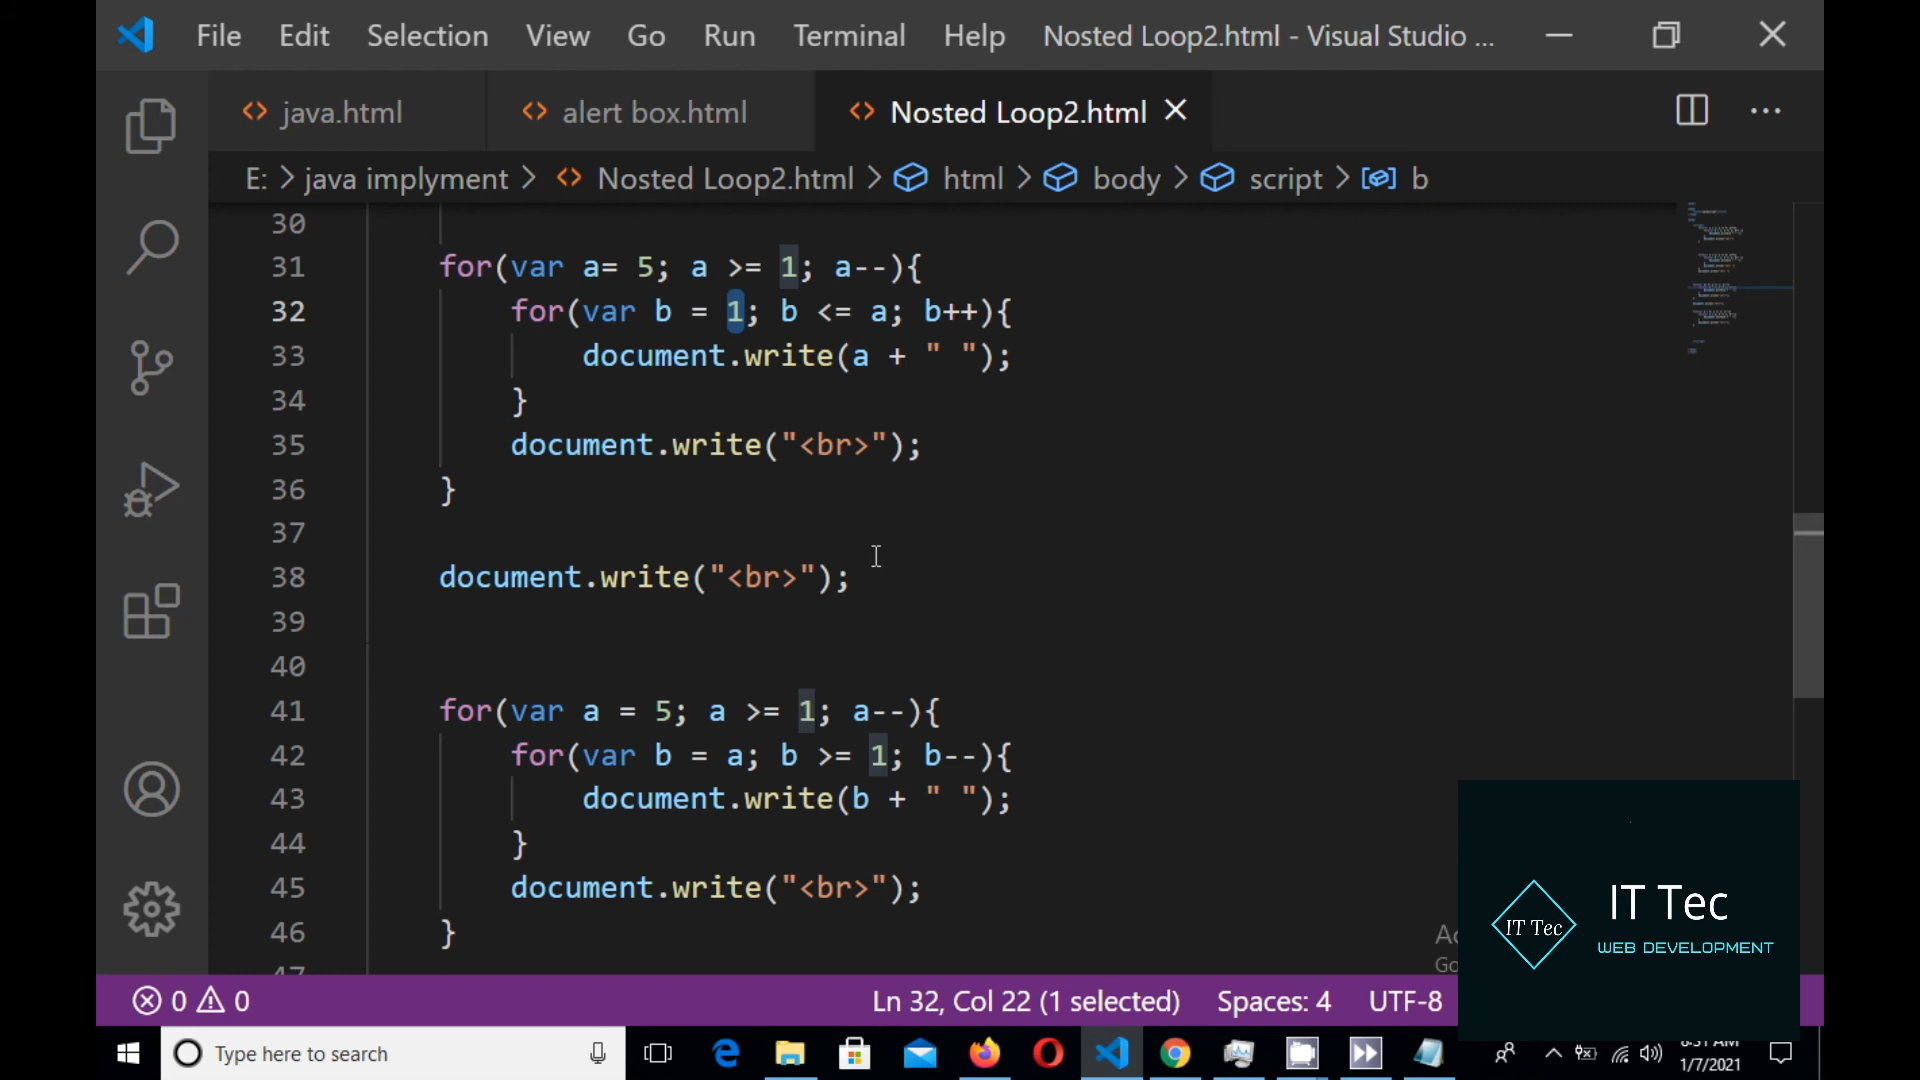 File Edit Selection View Go Run Terminal Help Nosted Loop2.html - Visual Studio ...
java.html alert box.html Nosted Loop2.html
E: > java implyment > Nosted Loop2.html > html > body > script > b
30
31 for(var a= 5; a >= 1; a--){
32 for(var b = 1; b <= a; b++){
33 document.write(a + " ");
34 }
35 document.write("<br>");
36 }
37
38 document.write("<br>");
39
40
41 for(var a = 5; a >= 1; a--){
42 for(var b = a; b >= 1; b--){
43 document.write(b + " ");
44 }
45 document.write("<br>");
46 }
47
IT Tec
IT Tec
WEB DEVELOPMENT
0 0 Ln 32, Col 22 (1 selected) Spaces: 4 UTF-8
Type here to search
1/7/2021